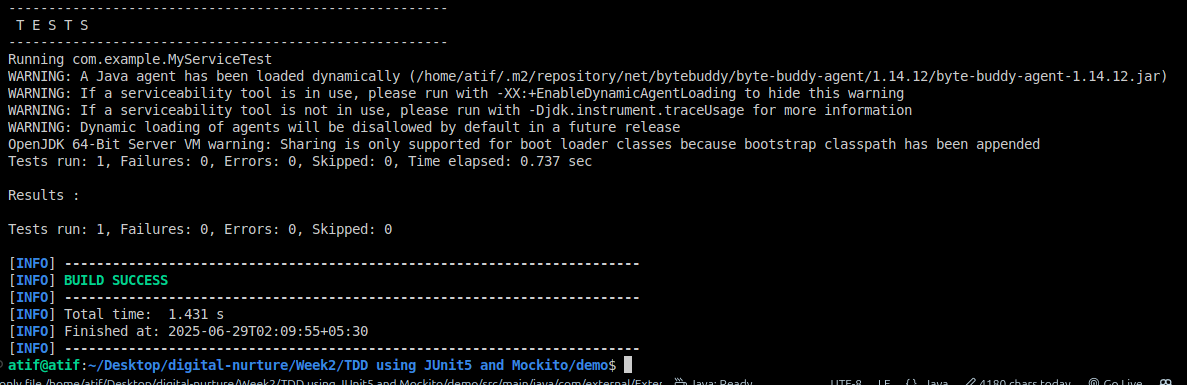 -------------------------------------------------------
 T E S T S
-------------------------------------------------------
Running com.example.MyServiceTest
WARNING: A Java agent has been loaded dynamically (/home/atif/.m2/repository/net/bytebuddy/byte-buddy-agent/1.14.12/byte-buddy-agent-1.14.12.jar)
WARNING: If a serviceability tool is in use, please run with -XX:+EnableDynamicAgentLoading to hide this warning
WARNING: If a serviceability tool is not in use, please run with -Djdk.instrument.traceUsage for more information
WARNING: Dynamic loading of agents will be disallowed by default in a future release
OpenJDK 64-Bit Server VM warning: Sharing is only supported for boot loader classes because bootstrap classpath has been appended
Tests run: 1, Failures: 0, Errors: 0, Skipped: 0, Time elapsed: 0.737 sec
Results :
Tests run: 1, Failures: 0, Errors: 0, Skipped: 0
[INFO] ------------------------------------------------------------------------
[INFO] BUILD SUCCESS
[INFO] ------------------------------------------------------------------------
[INFO] Total time:  1.431 s
[INFO] Finished at: 2025-06-29T02:09:55+05:30
[INFO] ------------------------------------------------------------------------
atif@atif:~/Desktop/digital-nurture/Week2/TDD using JUnit5 and Mockito/demo$
only file /home/atif/Desktop/digital-nurture/Week2/TDD using JUnit5 and Mockito/demo/src/main/java/com/external/Exter Java: Ready UTF-8 LF {} Java 4180 chars today Go Live